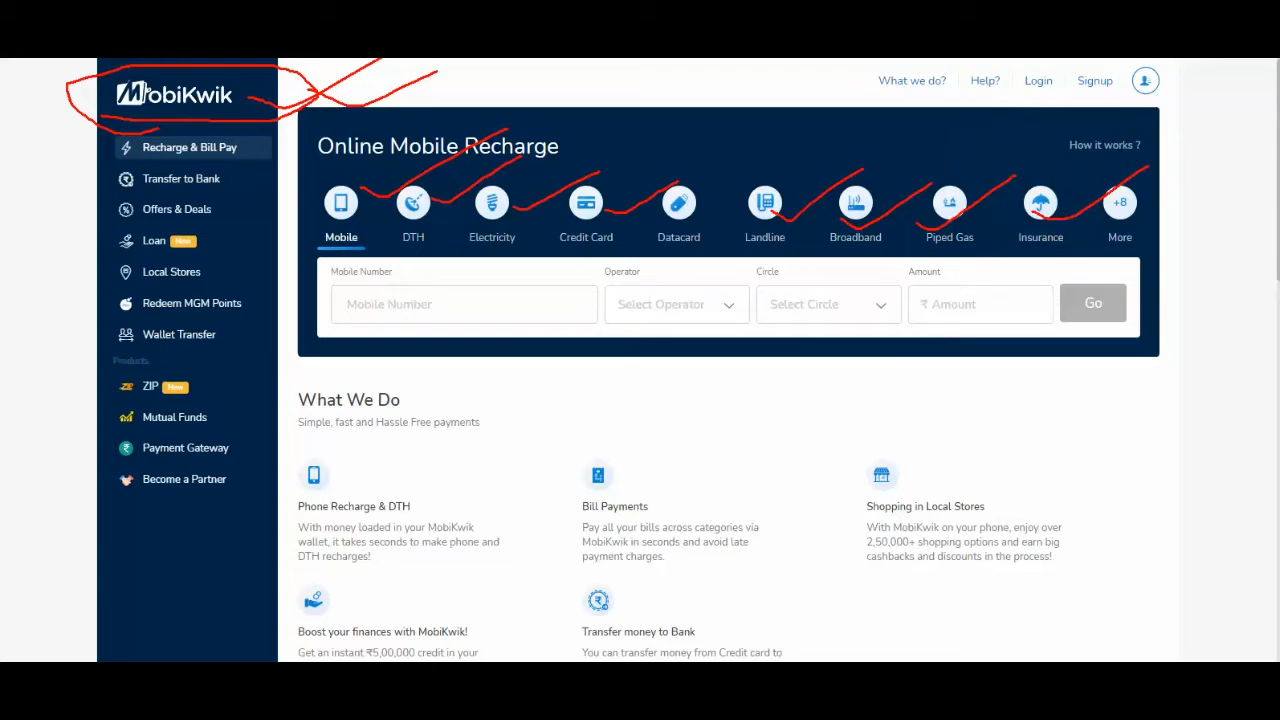 MobiKwik
What we do?
Help?
Login
Signup
Recharge & Bill Pay
Transfer to Bank
Offers & Deals
Loan New
Local Stores
Redeem MGM Points
Wallet Transfer
Products
ZIP New
Mutual Funds
Payment Gateway
Become a Partner
Online Mobile Recharge
How it works ?
+8
Mobile
DTH
Electricity
Credit Card
Datacard
Landline
Broadband
Piped Gas
Insurance
More
Mobile Number
Operator
Circle
Amount
Mobile Number
Select Operator
Select Circle
₹ Amount
Go
What We Do
Simple, fast and Hassle Free payments
Phone Recharge & DTH
With money loaded in your MobiKwik
wallet, it takes seconds to make phone and
DTH recharges!
Bill Payments
Pay all your bills across categories via
MobiKwik in seconds and avoid late
payment charges.
Shopping in Local Stores
With MobiKwik on your phone, enjoy over
2,50,000+ shopping options and earn big
cashbacks and discounts in the process!
Boost your finances with MobiKwik!
Get an instant ₹5,00,000 credit in your
Transfer money to Bank
You can transfer money from Credit card to